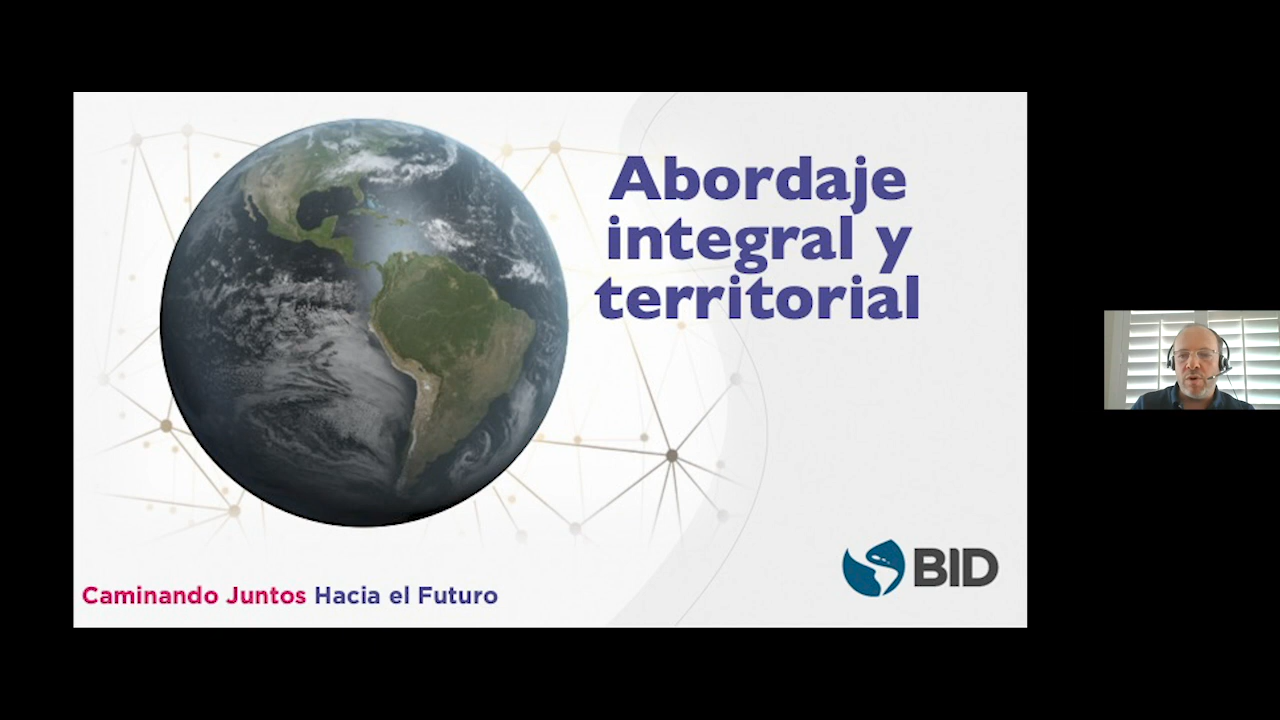 Abordaje
integral y
territorial
BID
Caminando Juntos Hacia el Futuro